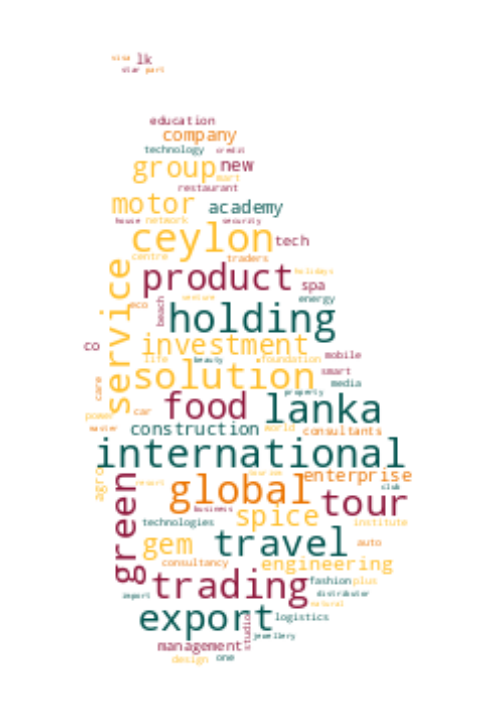 visa lk
star part
education
company
technology credit
group new
mart
restaurant
motor academy
house network security
ceylon tech
centre traders
product holidays
service
eco beach venture spa
energy
holding
co investment
life beauty foundation mobile
solution smart
care media
property
food lanka
power car
master construction world consultants
international
agro resort enterprise
global club
green tour
business spice
technologies institute
gem travel auto
consultancy engineering
trading fashion plus
import distributor
natural
export logistics
studio jewellery
management
design one